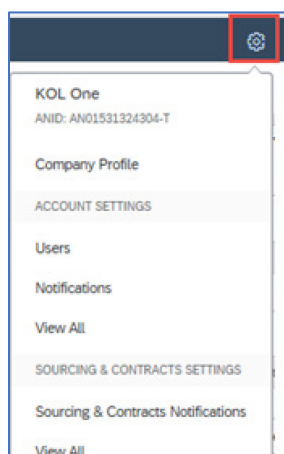 KOL One
ANID: AN01531324304-T
Company Profile
ACCOUNT SETTINGS
Users
Notifications
View All
SOURCING & CONTRACTS SETTINGS
Sourcing & Contracts Notifications
View All